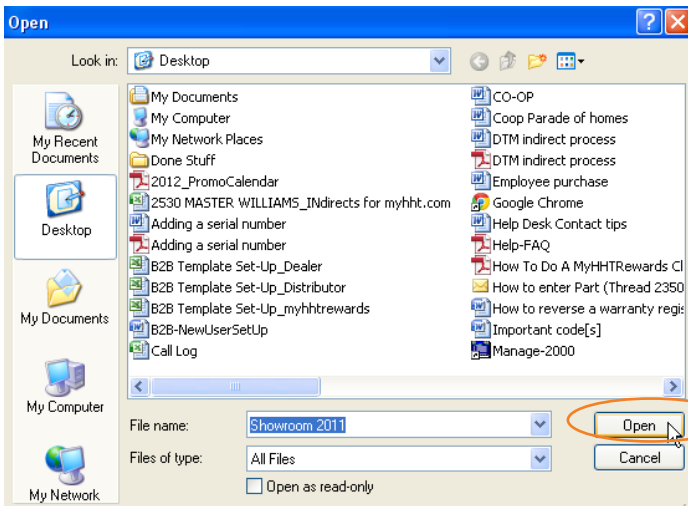 Open
Look in:
Desktop
My Recent
Documents
Desktop
My Documents
My Computer
My Network
My Documents
My Computer
My Network Places
Done Stuff
2012_PromoCalendar
2530 MASTER WILLIAMS_INdirects for myhht.com
Adding a serial number
Adding a serial number
B2B Template Set-Up_Dealer
B2B Template Set-Up_Distributor
B2B Template Set-Up_myhhtrewards
B2B-NewUserSetUp
Call Log
CO-OP
Coop Parade of homes
DTM indirect process
DTM indirect process
Employee purchase
Google Chrome
Help Desk Contact tips
Help-FAQ
How To Do A MyHHTRewards Cl
How to enter Part (Thread 2350
How to reverse a warranty regis
Important code[s]
Manage-2000
File name:
Showroom 2011
Open
Files of type:
All Files
Cancel
Open as read-only